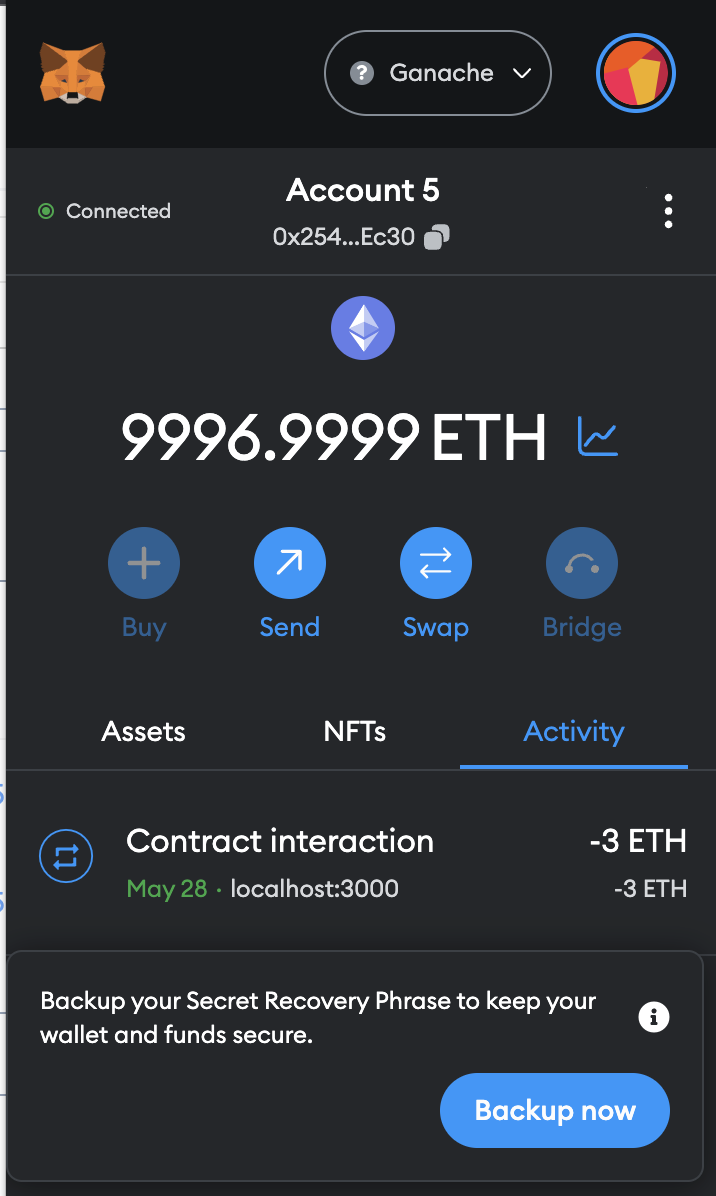 Ganache
Connected
Account 5
0x254...Ec30
9996.9999 ETH
Buy
Send
Swap
Bridge
Assets
NFTs
Activity
Contract interaction
-3 ETH
May 28 · localhost:3000
-3 ETH
Backup your Secret Recovery Phrase to keep your
wallet and funds secure.
Backup now